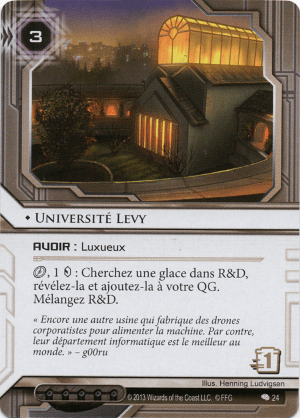 3
♦ Université Levy
AVOIR : Luxueux
, 1 : Cherchez une glace dans R&D,
révélez-la et ajoutez-la à votre QG.
Mélangez R&D.
« Encore une autre usine qui fabrique des drones
corporatistes pour alimenter la machine. Par contre,
leur département informatique est le meilleur au
monde. » – g00ru
1
Illus. Henning Ludvigsen
© 2013 Wizards of the Coast LLC. © FFG
24